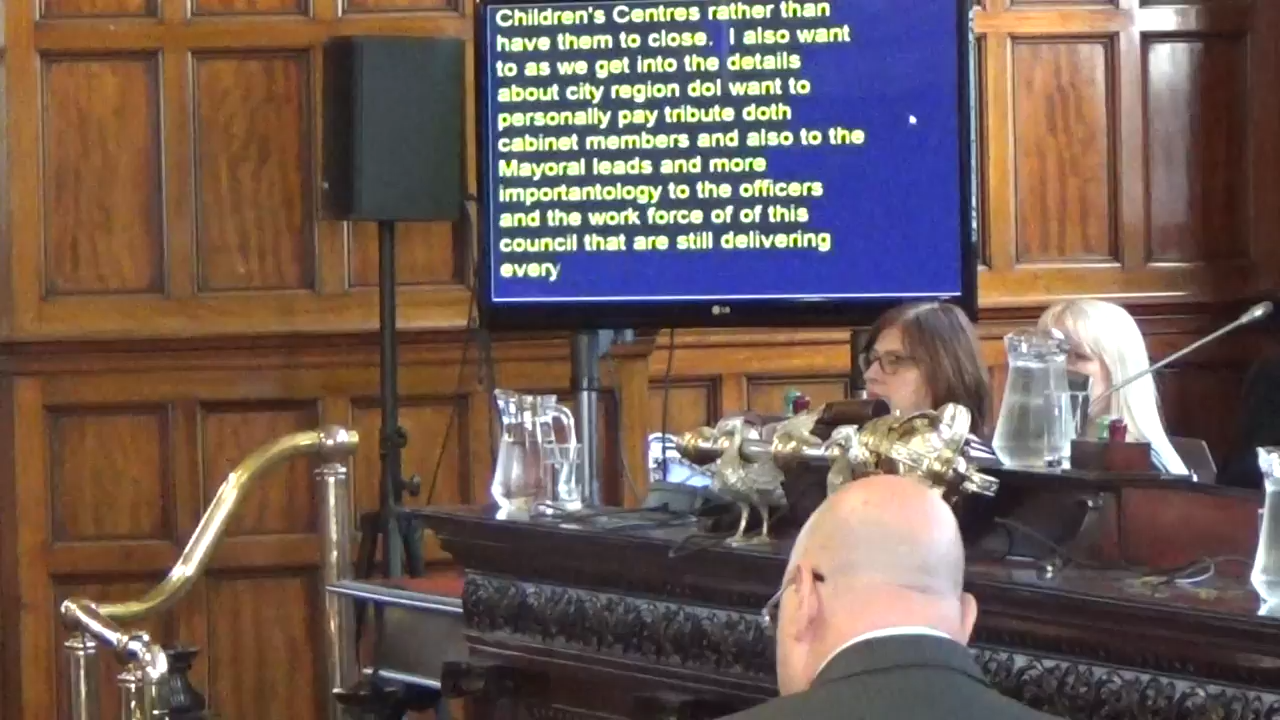 Children's Centres rather than
have them to close.  I also want
to as we get into the details
about city region doI want to
personally pay tribute doth
cabinet members and also to the
Mayoral leads and more
importantology to the officers
and the work force of of this
council that are still delivering
every
LG